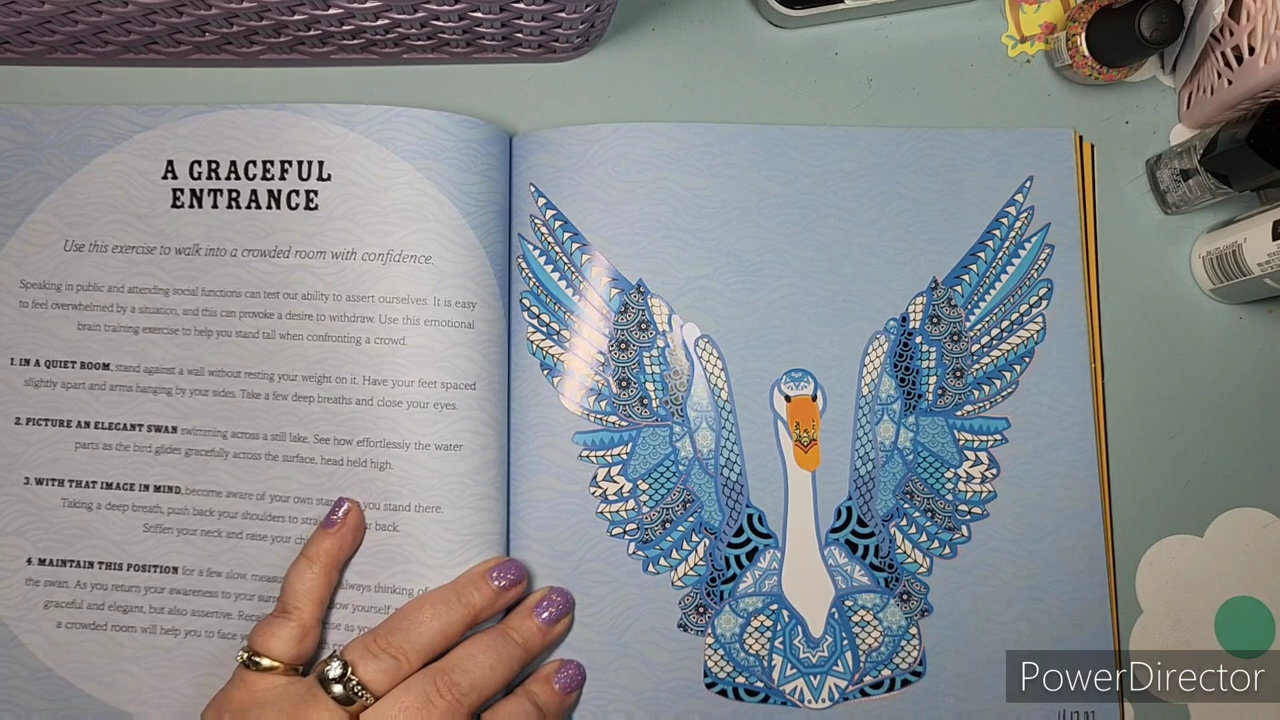 A GRACEFUL
ENTRANCE
Use this exercise to walk into a crowded room with confidence.
Speaking in public and attending social functions can test our ability to assert ourselves. It is easy
to feel overwhelmed by a situation, and this can provoke a desire to withdraw. Use this emotional
brain training exercise to help you stand tall when confronting a crowd.
1. IN A QUIET ROOM, stand against a wall without resting your weight on it. Have your feet spaced
slightly apart and arms hanging by your sides. Take a few deep breaths and close your eyes.
2. PICTURE AN ELEGANT SWAN swimming across a still lake. See how effortlessly the water
parts as the bird glides gracefully across the surface, head held high.
3. WITH THAT IMAGE IN MIND, become aware of your own you stand there.
Taking a deep breath, push back your shoulders to back.
Stiffen your neck and raise your
4. MAINTAIN THIS POSITION for a few slow, always thinking of
the swan. As you return your awareness to your yourself
graceful and elegant, but also assertive. as
a crowded room will help you to face
PowerDirector